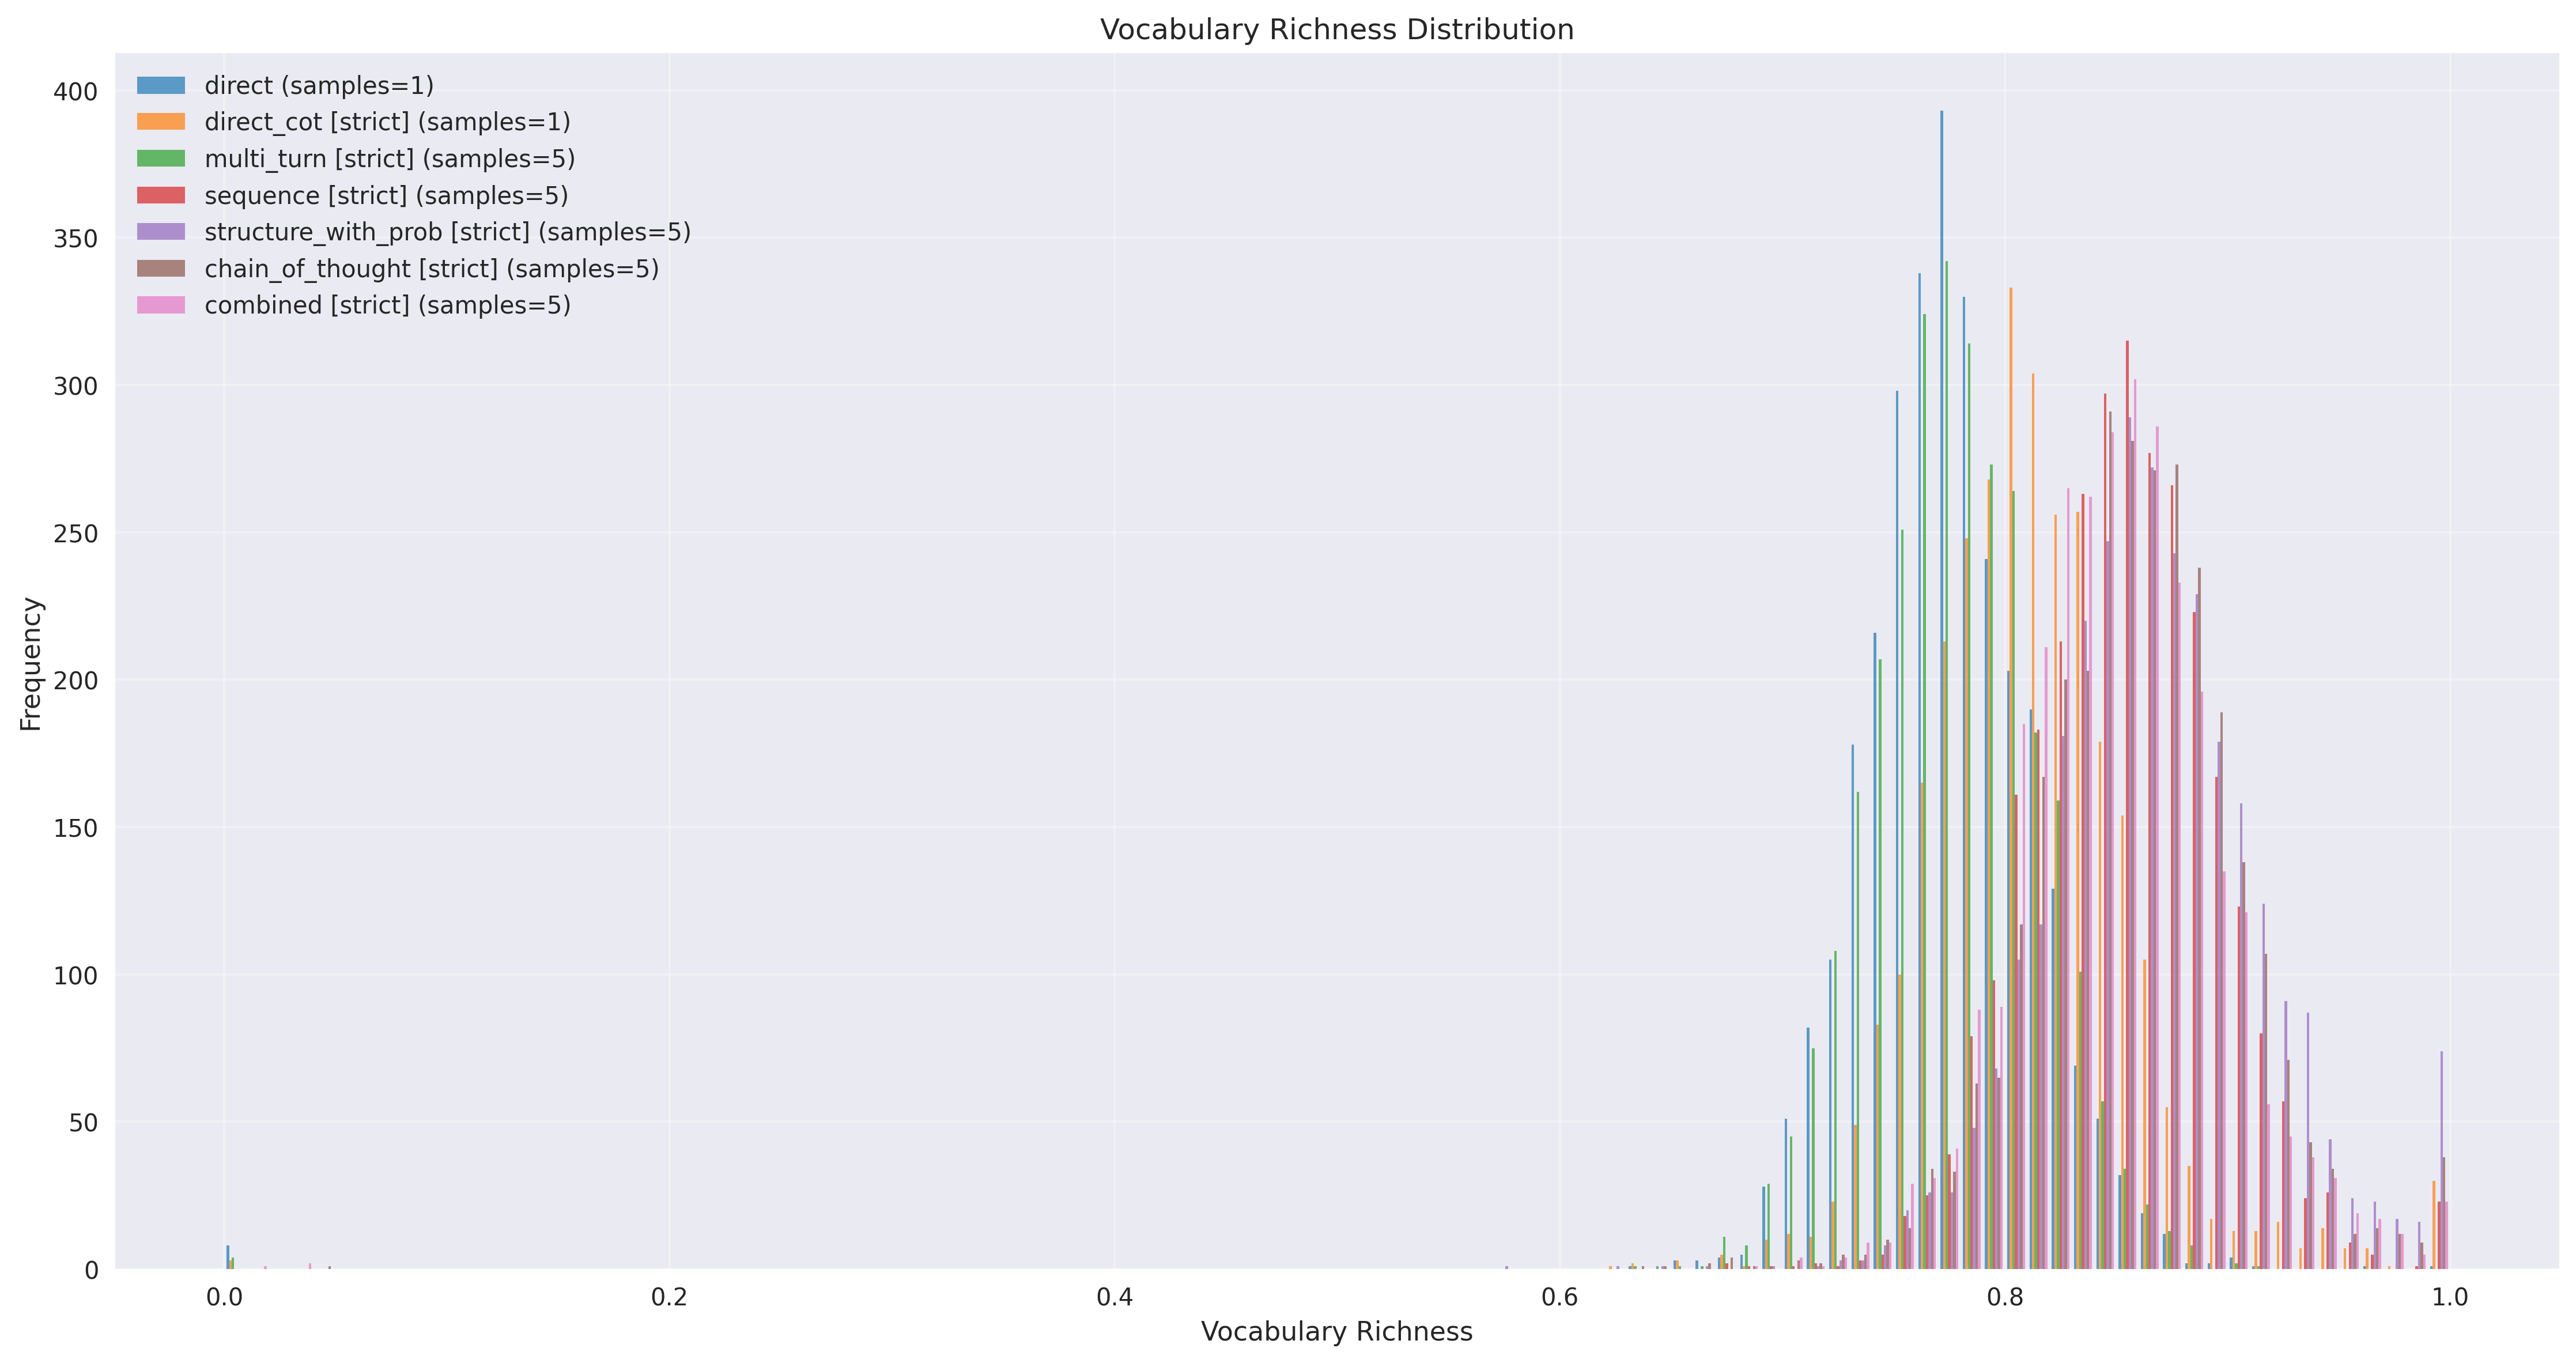 Vocabulary Richness Distribution
direct (samples=1)
direct_cot [strict] (samples=1)
multi_turn [strict] (samples=5)
sequence [strict] (samples=5)
structure_with_prob [strict] (samples=5)
chain_of_thought [strict] (samples=5)
combined [strict] (samples=5)
Frequency
400
350
300
250
200
150
100
50
0
0.0 0.2 0.4 0.6 0.8 1.0
Vocabulary Richness